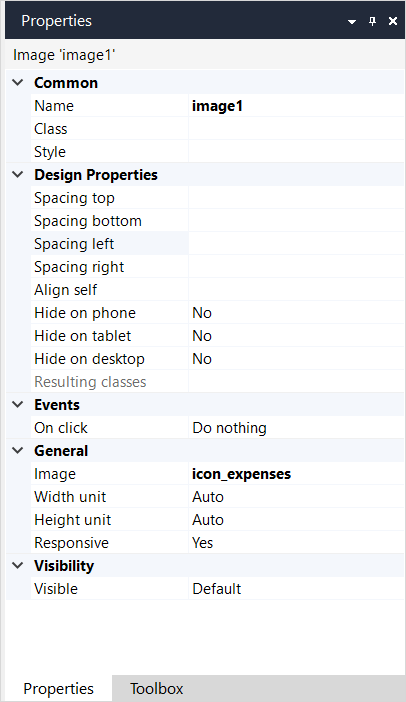 Properties
Image 'image1'
Common
Name image1
Class
Style
Design Properties
Spacing top
Spacing bottom
Spacing left
Spacing right
Align self
Hide on phone No
Hide on tablet No
Hide on desktop No
Resulting classes
Events
On click Do nothing
General
Image icon_expenses
Width unit Auto
Height unit Auto
Responsive Yes
Visibility
Visible Default
Properties Toolbox